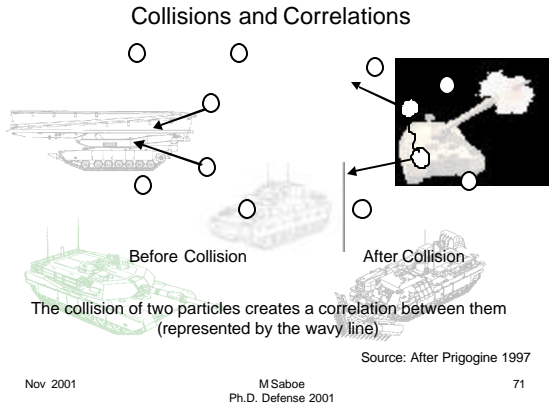 Collisions and Correlations
Before Collision
After Collision
The collision of two particles creates a correlation between them
(represented by the wavy line)
Source: After Prigogine 1997
Nov 2001
M Saboe
71
Ph.D. Defense 2001